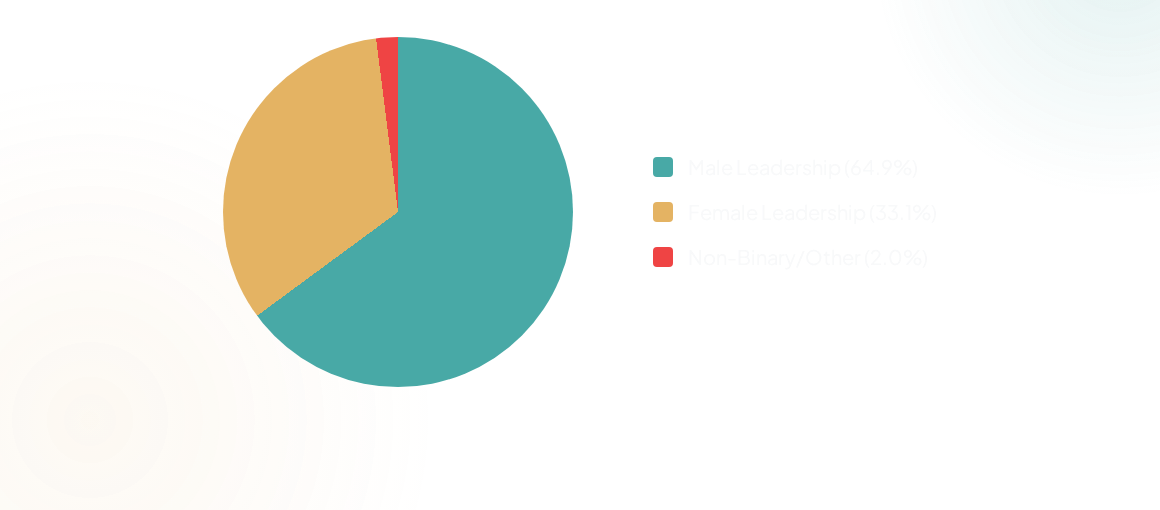 Male Leadership (64.9%)
Female Leadership (33.1%)
Non-Binary/Other (2.0%)